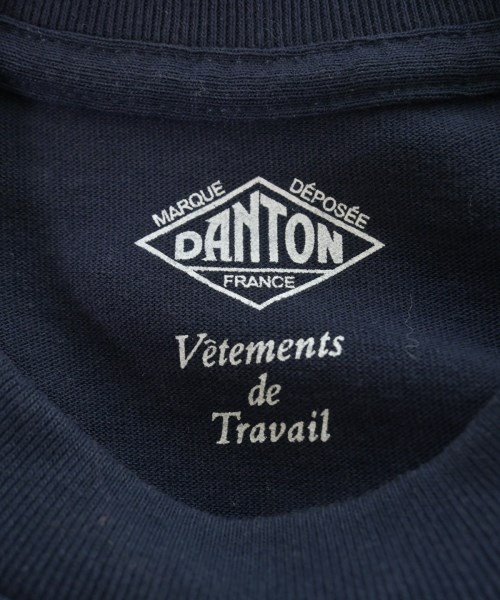 MARQUE DÉPOSÉE
DANTON
FRANCE
Vêtements
de
Travail